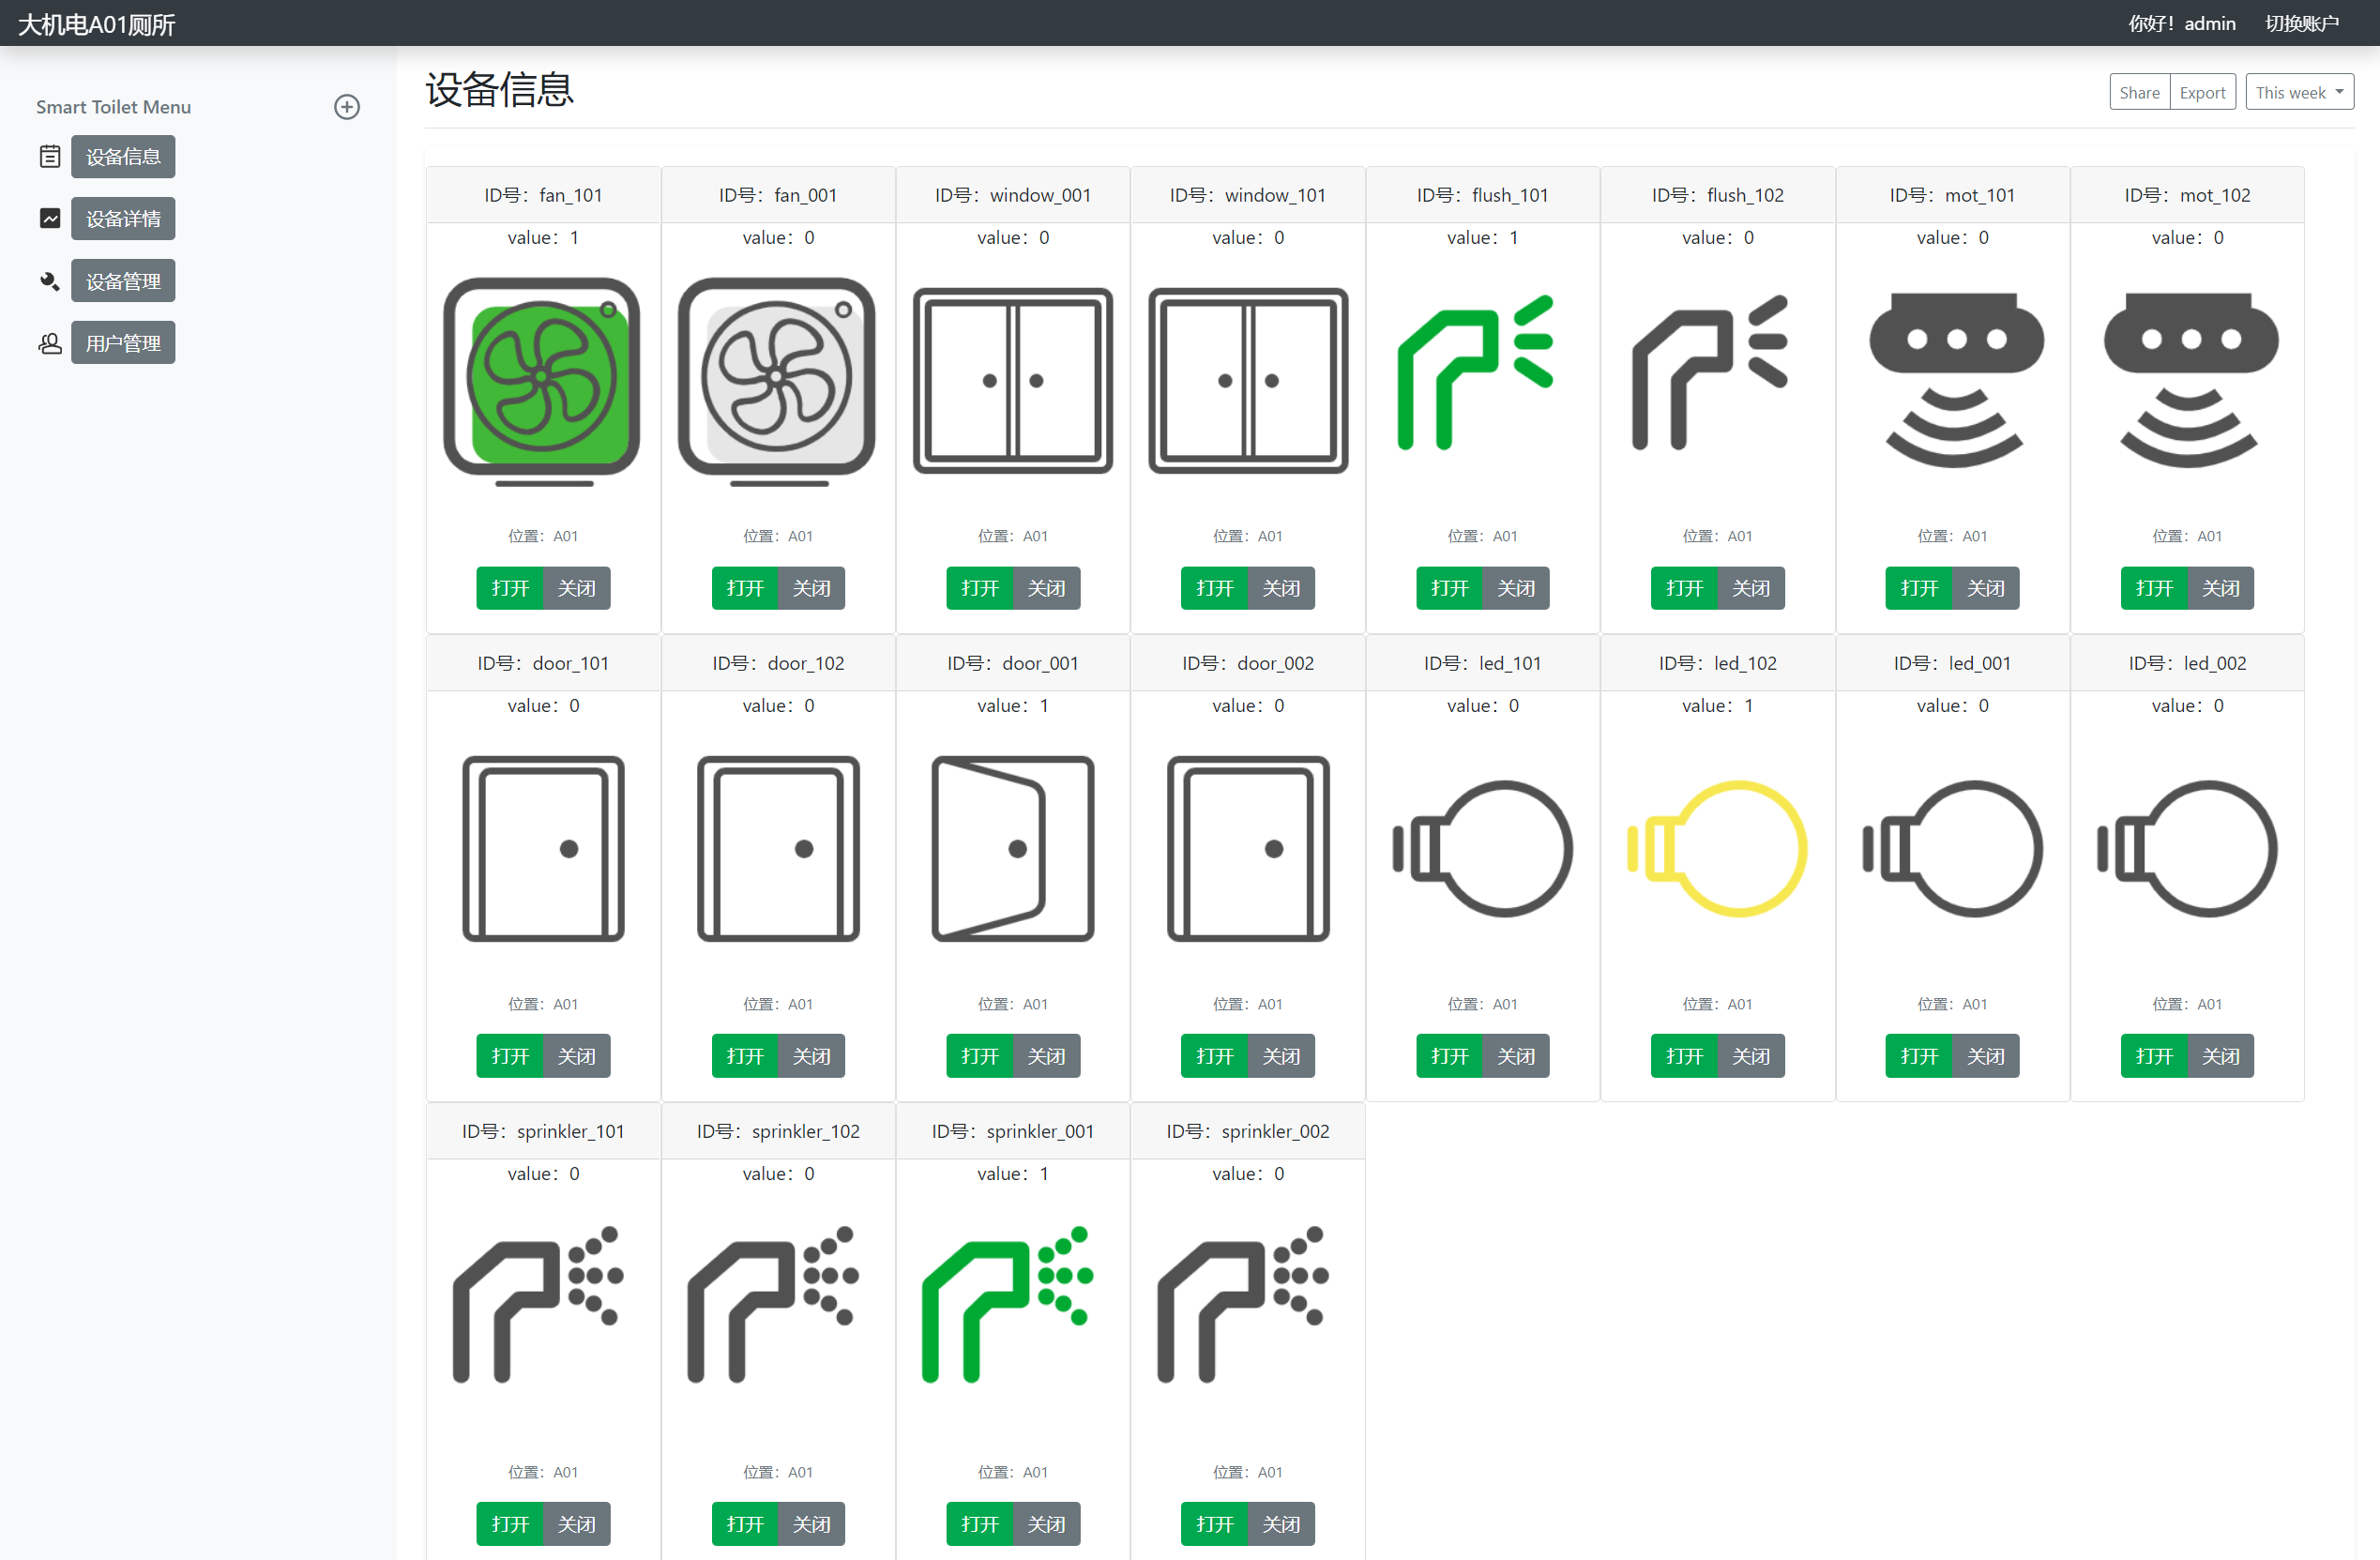 大机电A01厕所
你好！admin 切换账户
Smart Toilet Menu
设备信息
设备详情
设备管理
用户管理
设备信息
Share Export This week
ID号：fan_101 ID号：fan_001 ID号：window_001 ID号：window_101 ID号：flush_101 ID号：flush_102 ID号：mot_101 ID号：mot_102
value：1 value：0 value：0 value：0 value：1 value：0 value：0 value：0
位置：A01 位置：A01 位置：A01 位置：A01 位置：A01 位置：A01 位置：A01 位置：A01
打开 关闭 打开 关闭 打开 关闭 打开 关闭 打开 关闭 打开 关闭 打开 关闭 打开 关闭
ID号：door_101 ID号：door_102 ID号：door_001 ID号：door_002 ID号：led_101 ID号：led_102 ID号：led_001 ID号：led_002
value：0 value：0 value：1 value：0 value：0 value：1 value：0 value：0
位置：A01 位置：A01 位置：A01 位置：A01 位置：A01 位置：A01 位置：A01 位置：A01
打开 关闭 打开 关闭 打开 关闭 打开 关闭 打开 关闭 打开 关闭 打开 关闭 打开 关闭
ID号：sprinkler_101 ID号：sprinkler_102 ID号：sprinkler_001 ID号：sprinkler_002
value：0 value：0 value：1 value：0
位置：A01 位置：A01 位置：A01 位置：A01
打开 关闭 打开 关闭 打开 关闭 打开 关闭